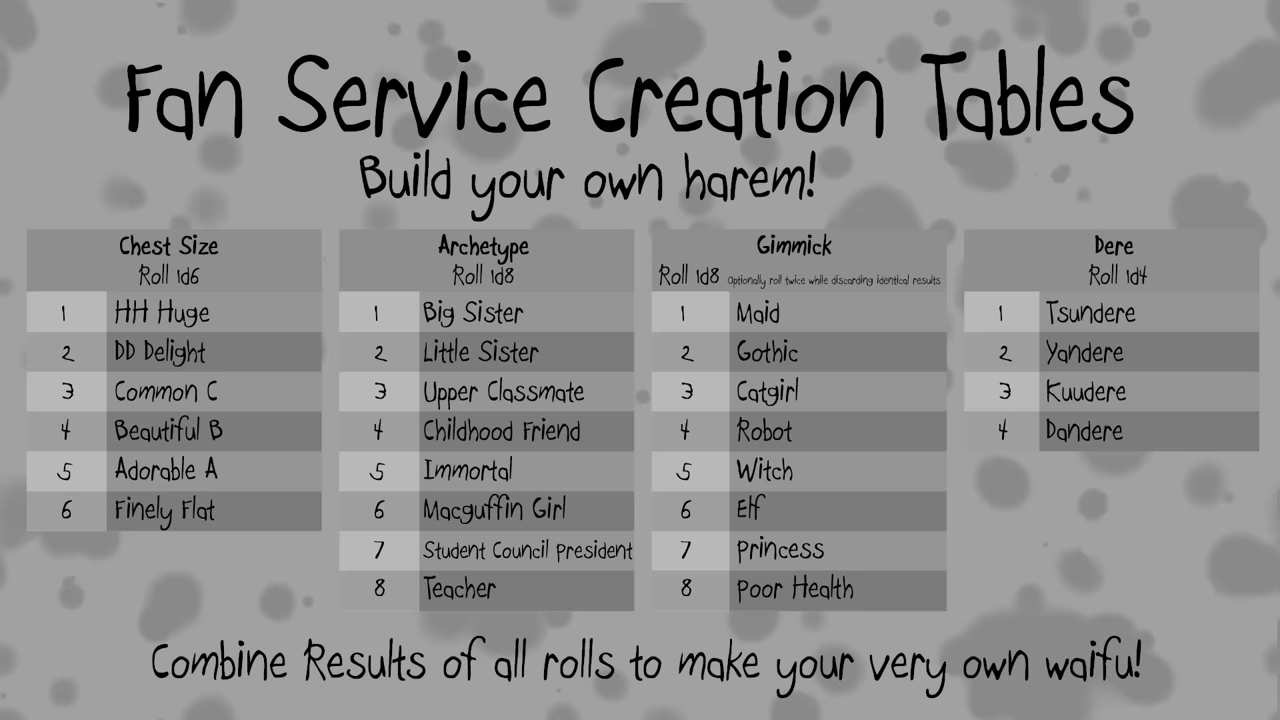 Fan Service Creation Tables
Build your own harem!
Chest Size
Roll 1d6
1 HH Huge
2 DD Delight
3 Common C
4 Beautiful B
5 Adorable A
6 Finely Flat
Archetype
Roll 1d8
1 Big Sister
2 Little Sister
3 Upper Classmate
4 Childhood Friend
5 Immortal
6 Macguffin Girl
7 Student Council President
8 Teacher
Gimmick
Roll 1d8 Optionally roll twice while discarding identical results
1 Maid
2 Gothic
3 Catgirl
4 Robot
5 Witch
6 Elf
7 Princess
8 Poor Health
Dere
Roll 1d4
1 Tsundere
2 Yandere
3 Kuudere
4 Dandere
Combine Results of all rolls to make your very own waifu!